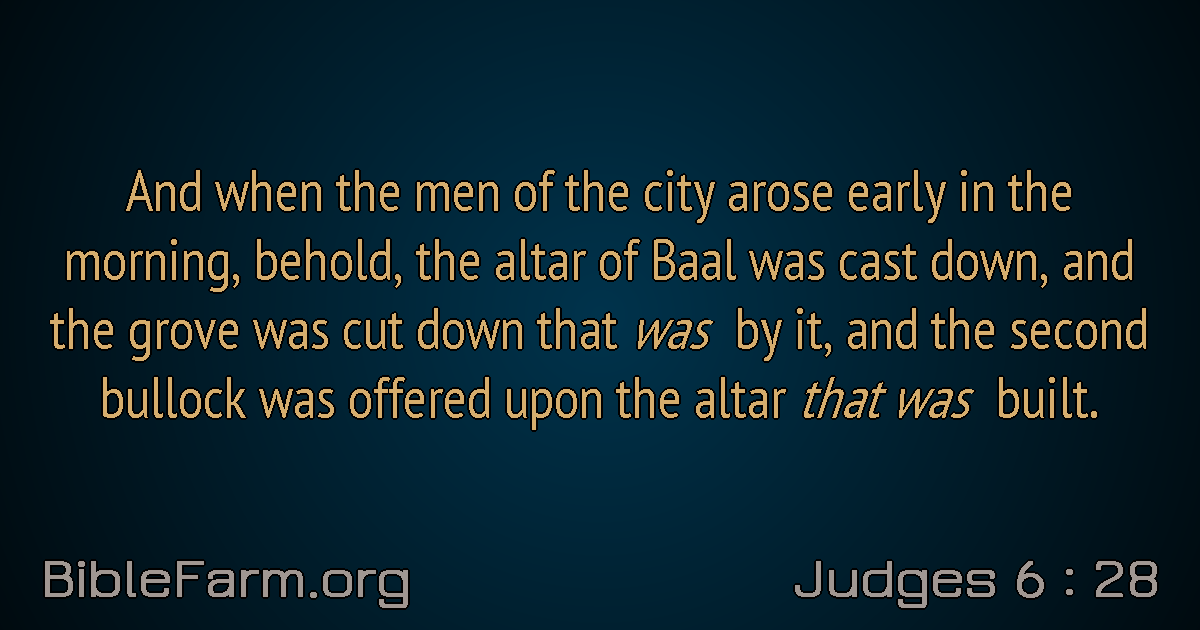 And when the men of the city arose early in the
morning, behold, the altar of Baal was cast down, and
the grove was cut down that was by it, and the second
bullock was offered upon the altar that was built.
BibleFarm.org
Judges 6 : 28